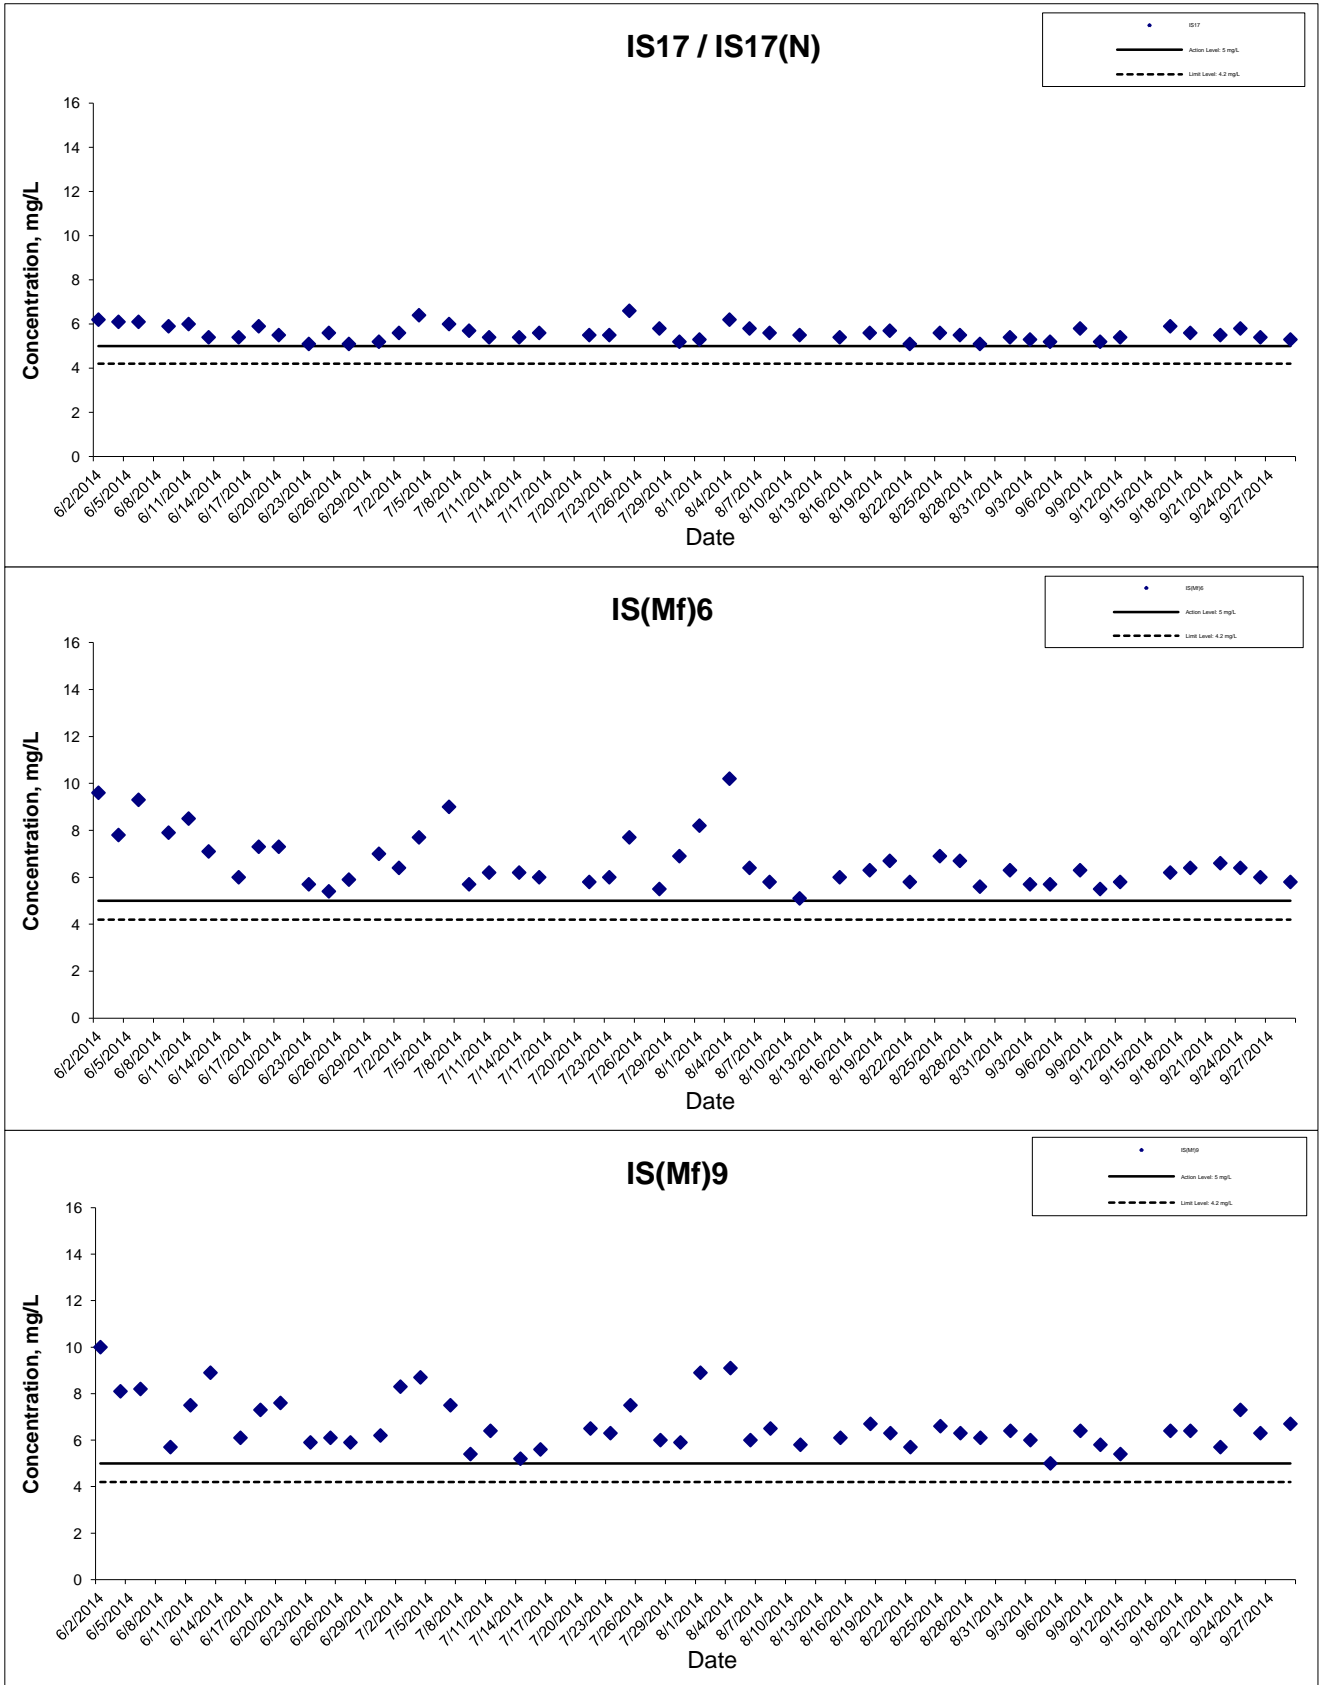 IS17 / IS17(N)
IS17
Action Level: 5 mg/L
Limit Level: 4.2 mg/L
Concentration, mg/L
16
14
12
10
8
6
4
2
0
6/2/2014 6/5/2014 6/8/2014 6/11/2014 6/14/2014 6/17/2014 6/20/2014 6/23/2014 6/26/2014 6/29/2014 7/2/2014 7/5/2014 7/8/2014 7/11/2014 7/14/2014 7/17/2014 7/20/2014 7/23/2014 7/26/2014 7/29/2014 8/1/2014 8/4/2014 8/7/2014 8/10/2014 8/13/2014 8/16/2014 8/19/2014 8/22/2014 8/25/2014 8/28/2014 8/31/2014 9/3/2014 9/6/2014 9/9/2014 9/12/2014 9/15/2014 9/18/2014 9/21/2014 9/24/2014 9/27/2014
Date
IS(Mf)6
IS(Mf)6
Action Level: 5 mg/L
Limit Level: 4.2 mg/L
Concentration, mg/L
16
14
12
10
8
6
4
2
0
6/2/2014 6/5/2014 6/8/2014 6/11/2014 6/14/2014 6/17/2014 6/20/2014 6/23/2014 6/26/2014 6/29/2014 7/2/2014 7/5/2014 7/8/2014 7/11/2014 7/14/2014 7/17/2014 7/20/2014 7/23/2014 7/26/2014 7/29/2014 8/1/2014 8/4/2014 8/7/2014 8/10/2014 8/13/2014 8/16/2014 8/19/2014 8/22/2014 8/25/2014 8/28/2014 8/31/2014 9/3/2014 9/6/2014 9/9/2014 9/12/2014 9/15/2014 9/18/2014 9/21/2014 9/24/2014 9/27/2014
Date
IS(Mf)9
IS(Mf)9
Action Level: 5 mg/L
Limit Level: 4.2 mg/L
Concentration, mg/L
16
14
12
10
8
6
4
2
0
6/2/2014 6/5/2014 6/8/2014 6/11/2014 6/14/2014 6/17/2014 6/20/2014 6/23/2014 6/26/2014 6/29/2014 7/2/2014 7/5/2014 7/8/2014 7/11/2014 7/14/2014 7/17/2014 7/20/2014 7/23/2014 7/26/2014 7/29/2014 8/1/2014 8/4/2014 8/7/2014 8/10/2014 8/13/2014 8/16/2014 8/19/2014 8/22/2014 8/25/2014 8/28/2014 8/31/2014 9/3/2014 9/6/2014 9/9/2014 9/12/2014 9/15/2014 9/18/2014 9/21/2014 9/24/2014 9/27/2014
Date